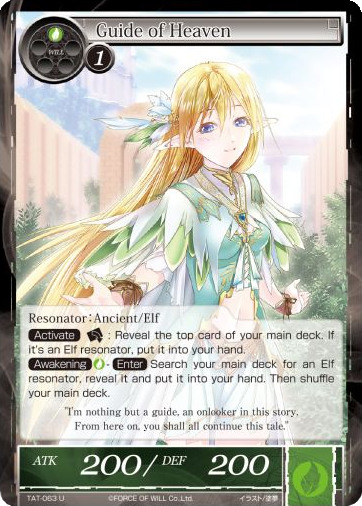 Guide of Heaven
WILL
1
Resonator : Ancient/Elf
Activate : Reveal the top card of your main deck. If
it's an Elf resonator, put it into your hand.
Awakening - Enter Search your main deck for an Elf
resonator, reveal it and put it into your hand. Then shuffle
your main deck.
"I'm nothing but a guide, an onlooker in this story.
From here on, you shall all continue this tale."
ATK 200 / DEF 200
TAT-063 U ©FORCE OF WILL Co.,Ltd. イラスト/塗夢